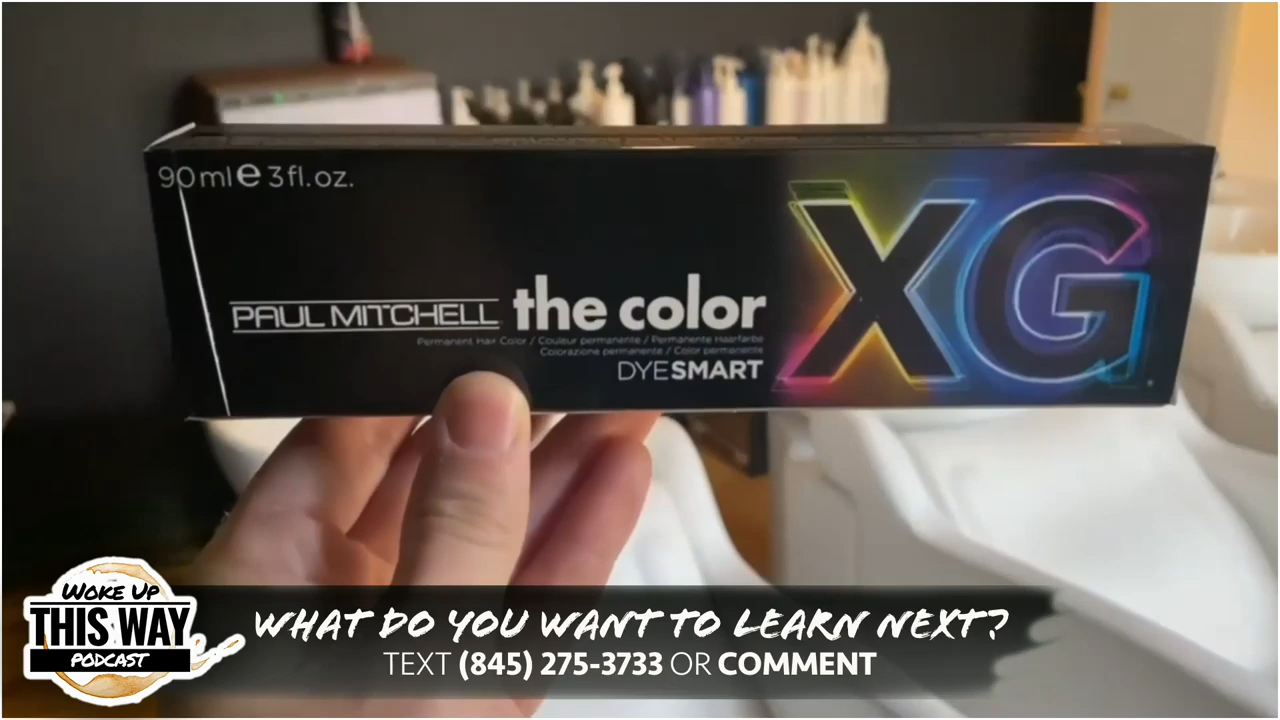 90ml e 3fl.oz.
PAUL MITCHELL the color XG
Permanent Hair Color / Couleur permanente / Permanente Haarfarbe
Colorazione permanente / Color permanente
DYESMART
WOKE UP
THIS WAY
PODCAST
WHAT DO YOU WANT TO LEARN NEXT?
TEXT (845) 275-3733 OR COMMENT